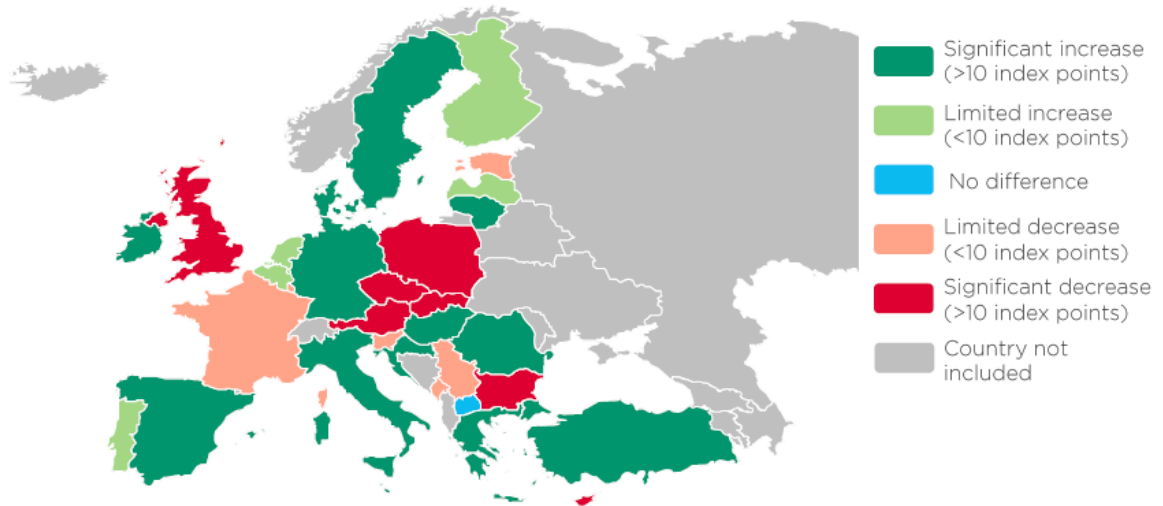 Significant increase
(>10 index points)
Limited increase
(<10 index points)
No difference
Limited decrease
(<10 index points)
Significant decrease
(>10 index points)
Country not
included